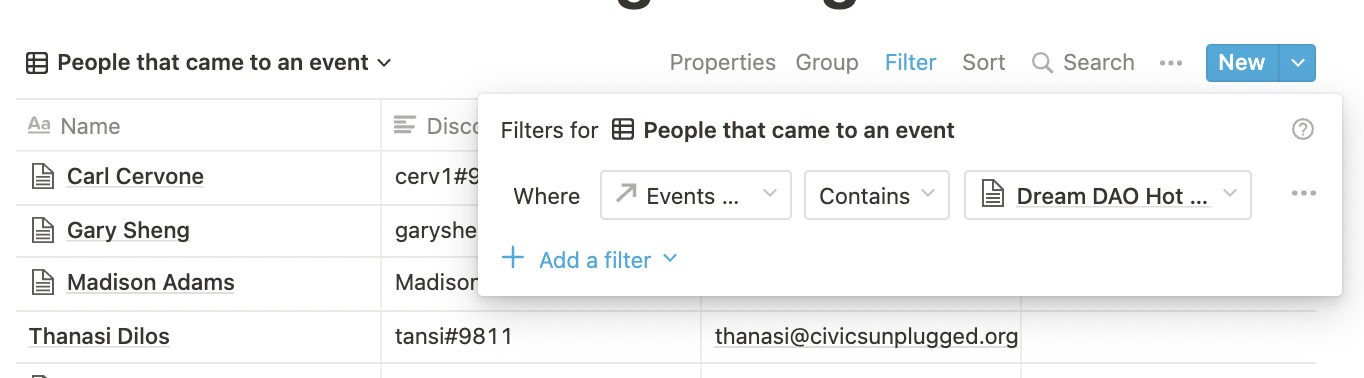 People that came to an event
Properties Group Filter Sort Search ••• New
Aa Name
Filters for People that came to an event
Carl Cervone cerv1#9
Where Events ... Contains Dream DAO Hot ... •••
Gary Sheng garyshe
+ Add a filter
Madison Adams Madison
Thanasi Dilos tansi#9811 thanasi@civicsunplugged.org